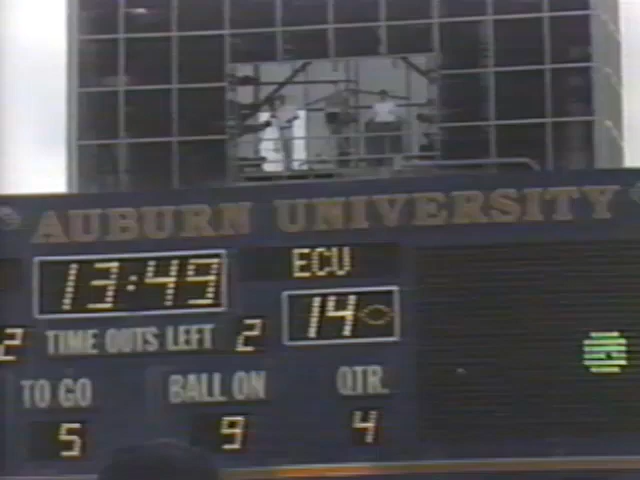 AUBURN UNIVERSITY
13:49 ECU
14
2 TIME OUTS LEFT 2
TO GO BALL ON QTR.
5 9 4